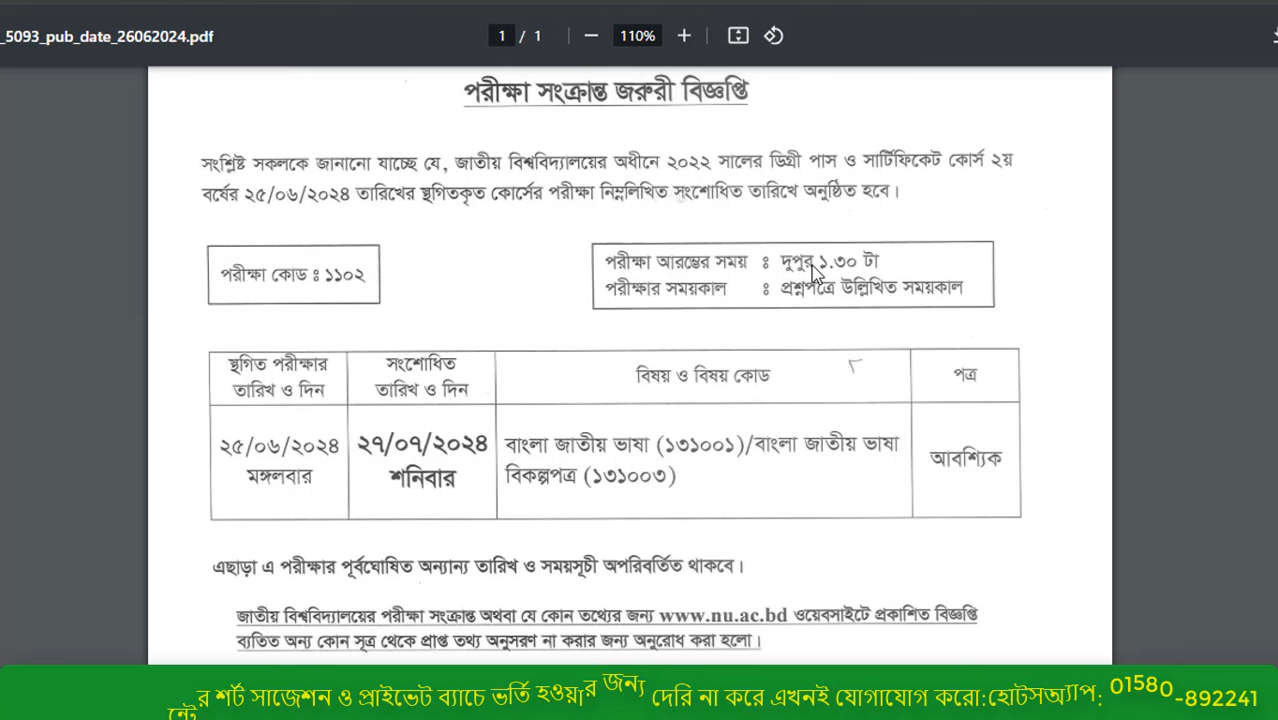 _5093_pub_date_26062024.pdf
1 / 1
110%
পরীক্ষা সংক্রান্ত জরুরী বিজ্ঞপ্তি
সংশ্লিষ্ট সকলকে জানানো যাচ্ছে যে, জাতীয় বিশ্ববিদ্যালয়ের অধীনে ২০২২ সালের ডিগ্রী পাস ও সার্টিফিকেট কোর্স ২য়
বর্ষের ২৫/০৬/২০২৪ তারিখের স্থগিতকৃত কোর্সের পরীক্ষা নিম্নলিখিত সংশোধিত তারিখে অনুষ্ঠিত হবে।
পরীক্ষা কোড ঃ ১১০২
পরীক্ষা আরম্ভের সময় ঃ দুপুর ১.৩০ টা
পরীক্ষার সময়কাল ঃ প্রশ্নপত্রে উল্লিখিত সময়কাল
স্থগিত পরীক্ষার
তারিখ ও দিন
সংশোধিত
তারিখ ও দিন
বিষয় ও বিষয় কোড
পত্র
২৫/০৬/২০২৪
মঙ্গলবার
২৭/০৭/২০২৪
শনিবার
বাংলা জাতীয় ভাষা (১৩১০০১)/বাংলা জাতীয় ভাষা
বিকল্পপত্র (১৩১০০৩)
আবশ্যিক
এছাড়া এ পরীক্ষার পূর্বঘোষিত অন্যান্য তারিখ ও সময়সূচী অপরিবর্তিত থাকবে।
জাতীয় বিশ্ববিদ্যালয়ের পরীক্ষা সংক্রান্ত অথবা যে কোন তথ্যের জন্য www.nu.ac.bd ওয়েবসাইটে প্রকাশিত বিজ্ঞপ্তি
ব্যতিত অন্য কোন সূত্র থেকে প্রাপ্ত তথ্য অনুসরণ না করার জন্য অনুরোধ করা হলো।
র শর্ট সাজেশন ও প্রাইভেট ব্যাচে ভর্তি হওয়ার জন্য দেরি না করে এখনই যোগাযোগ করো:হোটসঅ্যাপ: 01580-892241